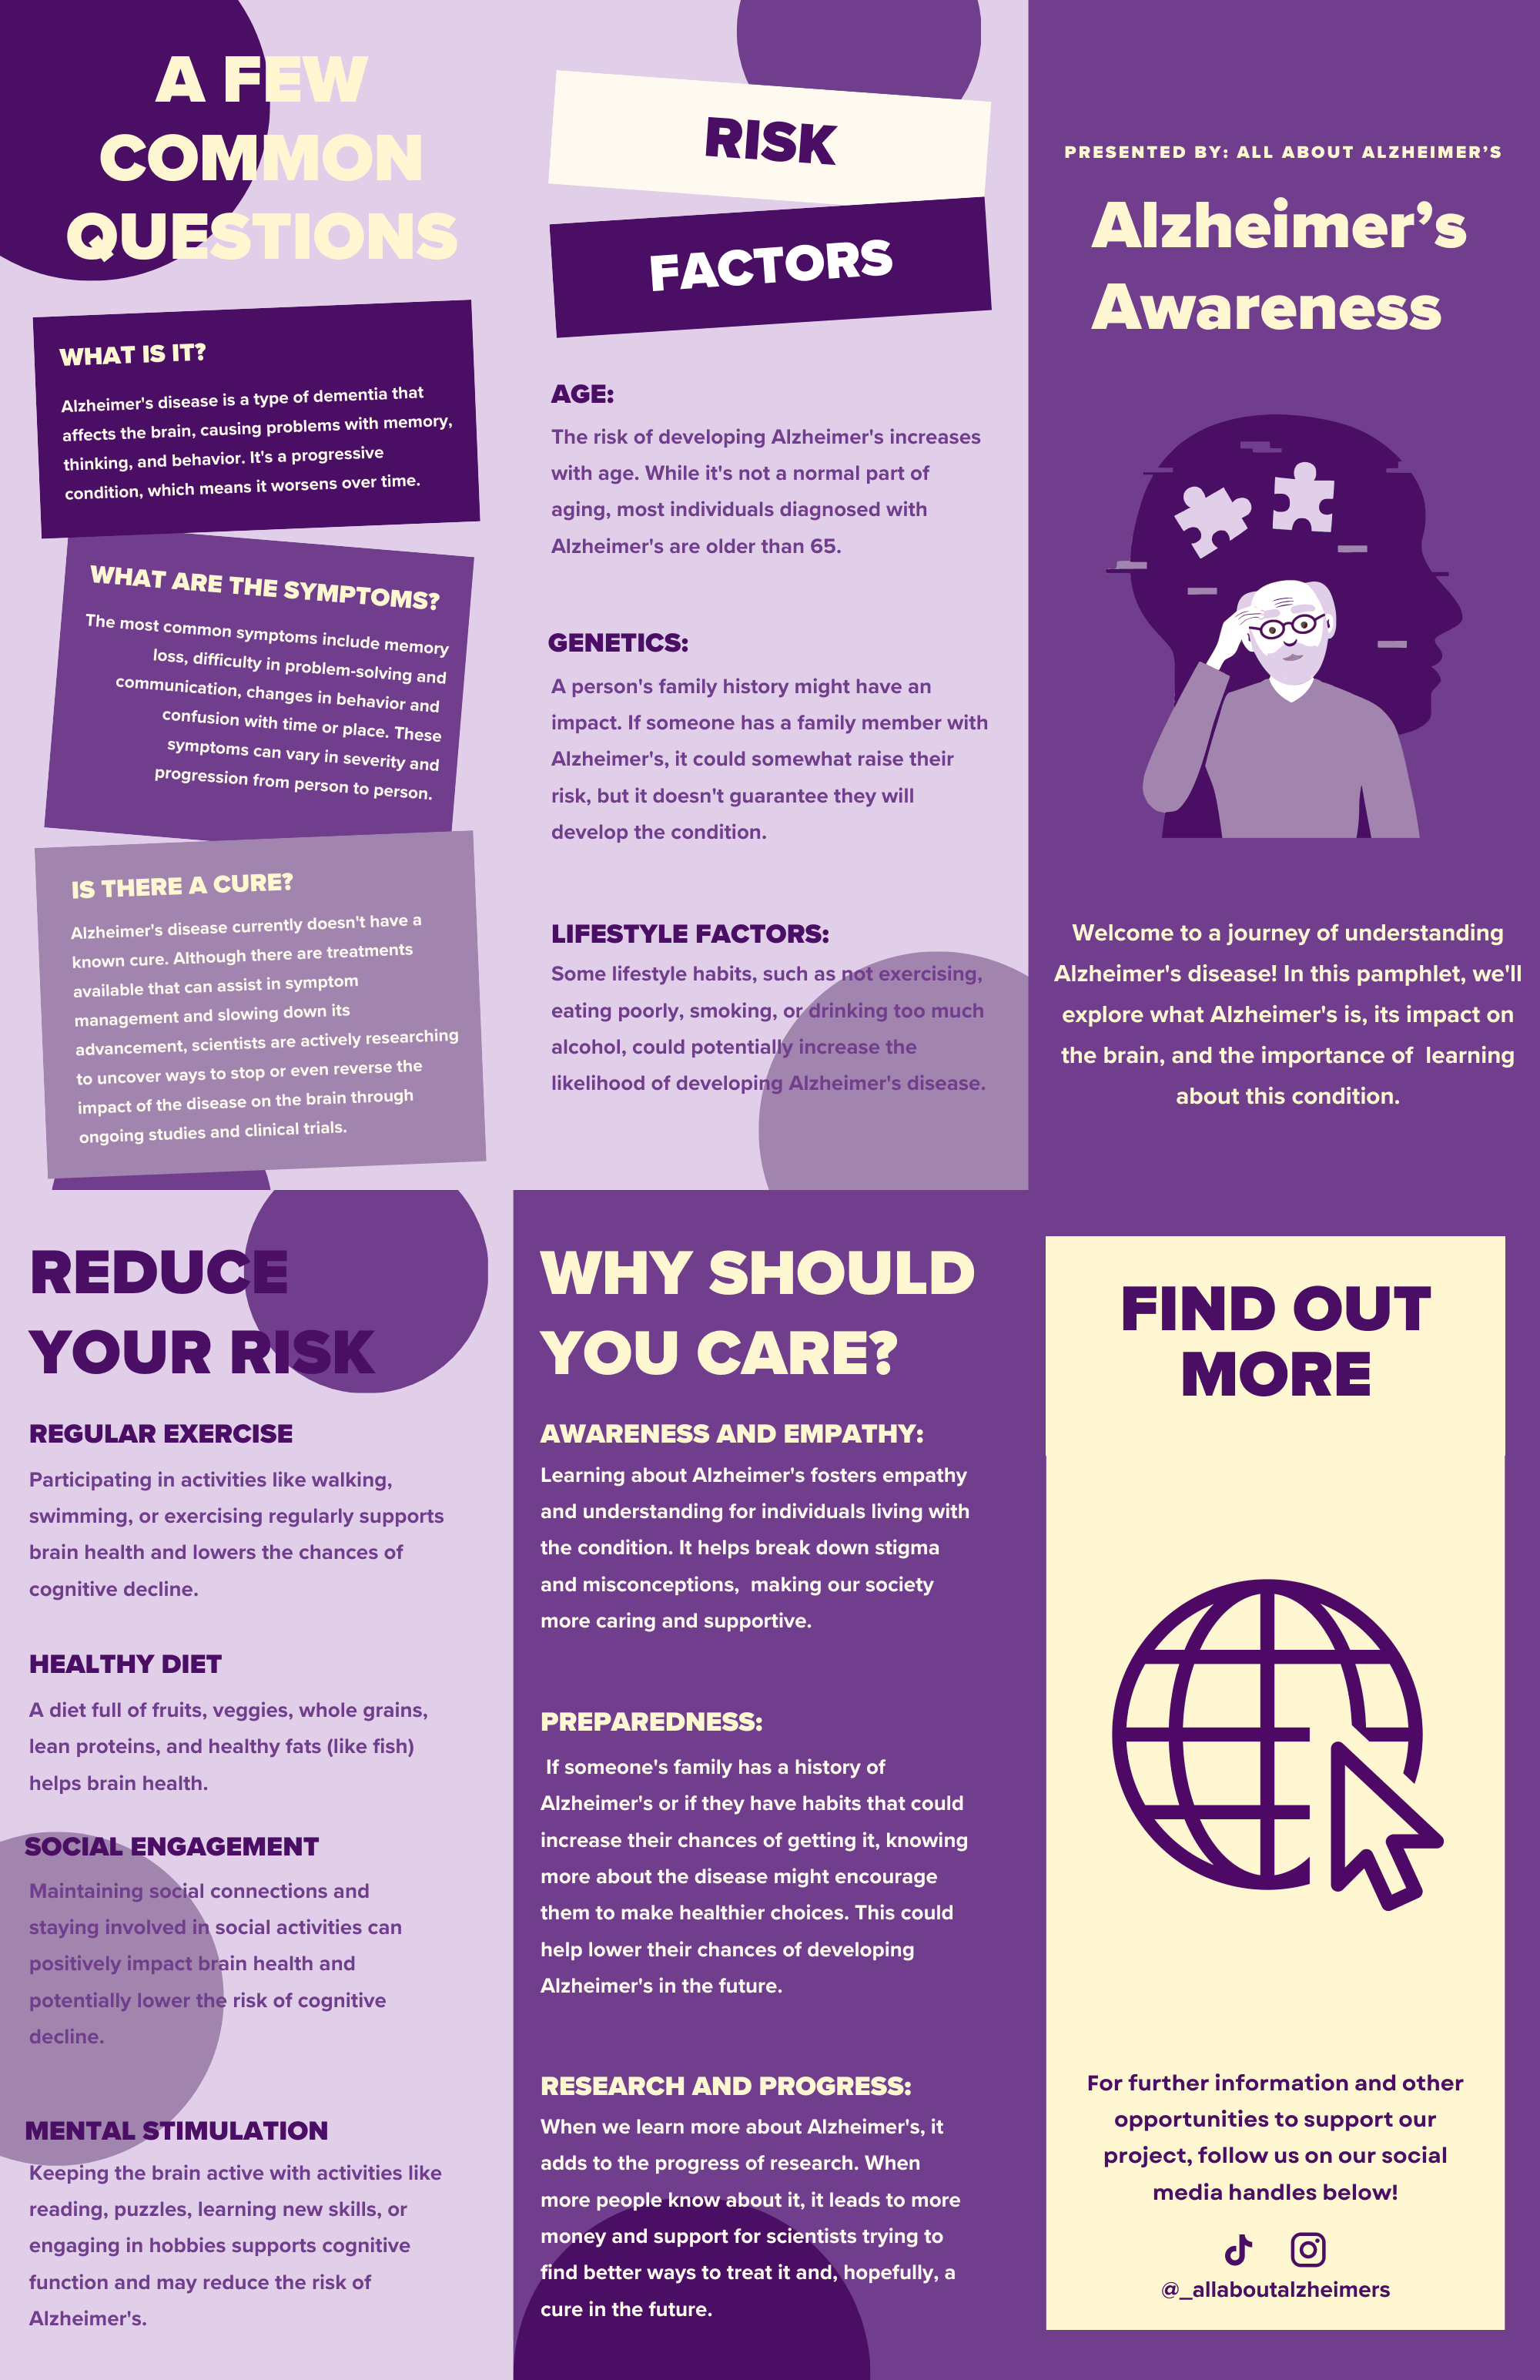 A FEW
COMMON
QUESTIONS
WHAT IS IT?
Alzheimer's disease is a type of dementia that
affects the brain, causing problems with memory,
thinking, and behavior. It's a progressive
condition, which means it worsens over time.
WHAT ARE THE SYMPTOMS?
The most common symptoms include memory
loss, difficulty in problem-solving and
communication, changes in behavior and
confusion with time or place. These
symptoms can vary in severity and
progression from person to person.
IS THERE A CURE?
Alzheimer's disease currently doesn't have a
known cure. Although there are treatments
available that can assist in symptom
management and slowing down its
advancement, scientists are actively researching
to uncover ways to stop or even reverse the
impact of the disease on the brain through
ongoing studies and clinical trials.
RISK
FACTORS
AGE:
The risk of developing Alzheimer's increases
with age. While it's not a normal part of
aging, most individuals diagnosed with
Alzheimer's are older than 65.
GENETICS:
A person's family history might have an
impact. If someone has a family member with
Alzheimer's, it could somewhat raise their
risk, but it doesn't guarantee they will
develop the condition.
LIFESTYLE FACTORS:
Some lifestyle habits, such as not exercising,
eating poorly, smoking, or drinking too much
alcohol, could potentially increase the
likelihood of developing Alzheimer's disease.
PRESENTED BY: ALL ABOUT ALZHEIMER'S
Alzheimer's
Awareness
Welcome to a journey of understanding
Alzheimer's disease! In this pamphlet, we'll
explore what Alzheimer's is, its impact on
the brain, and the importance of  learning
about this condition.
REDUCE
YOUR RISK
REGULAR EXERCISE
Participating in activities like walking,
swimming, or exercising regularly supports
brain health and lowers the chances of
cognitive decline.
HEALTHY DIET
A diet full of fruits, veggies, whole grains,
lean proteins, and healthy fats (like fish)
helps brain health.
SOCIAL ENGAGEMENT
Maintaining social connections and
staying involved in social activities can
positively impact brain health and
potentially lower the risk of cognitive
decline.
MENTAL STIMULATION
Keeping the brain active with activities like
reading, puzzles, learning new skills, or
engaging in hobbies supports cognitive
function and may reduce the risk of
Alzheimer's.
WHY SHOULD
YOU CARE?
AWARENESS AND EMPATHY:
Learning about Alzheimer's fosters empathy
and understanding for individuals living with
the condition. It helps break down stigma
and misconceptions,  making our society
more caring and supportive.
PREPAREDNESS:
If someone's family has a history of
Alzheimer's or if they have habits that could
increase their chances of getting it, knowing
more about the disease might encourage
them to make healthier choices. This could
help lower their chances of developing
Alzheimer's in the future.
RESEARCH AND PROGRESS:
When we learn more about Alzheimer's, it
adds to the progress of research. When
more people know about it, it leads to more
money and support for scientists trying to
find better ways to treat it and, hopefully, a
cure in the future.
FIND OUT
MORE
For further information and other
opportunities to support our
project, follow us on our social
media handles below!
@_allaboutalzheimers